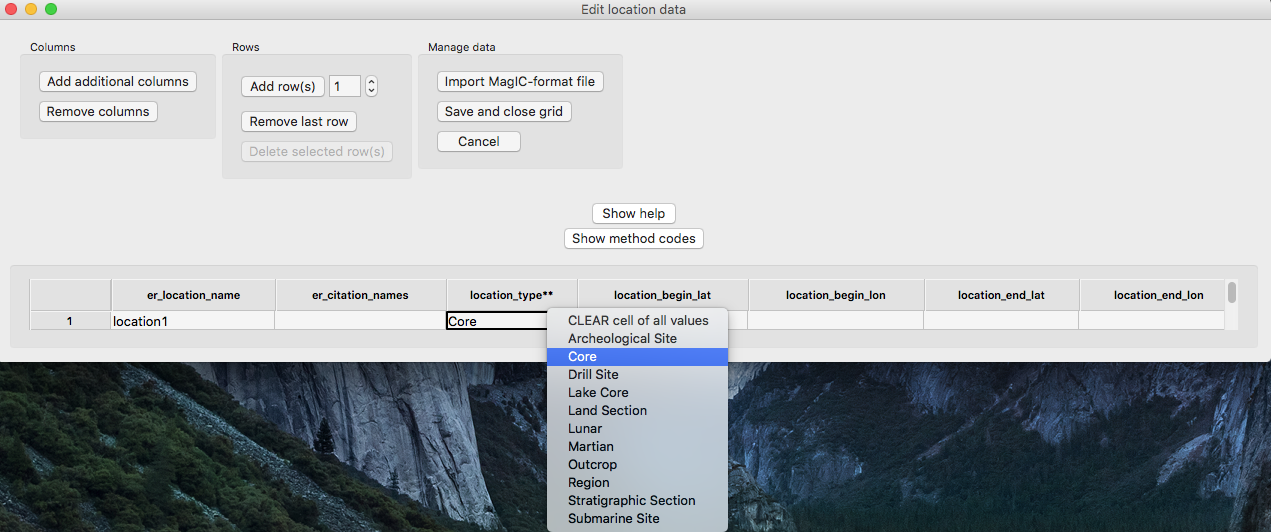 Edit location data
Columns
Add additional columns
Remove columns
Rows
Add row(s) 1
Remove last row
Delete selected row(s)
Manage data
Import MagIC-format file
Save and close grid
Cancel
Show help
Show method codes
er_location_name er_citation_names location_type** location_begin_lat location_begin_lon location_end_lat location_end_lon
1 location1 Core
CLEAR cell of all values
Archeological Site
Core
Drill Site
Lake Core
Land Section
Lunar
Martian
Outcrop
Region
Stratigraphic Section
Submarine Site